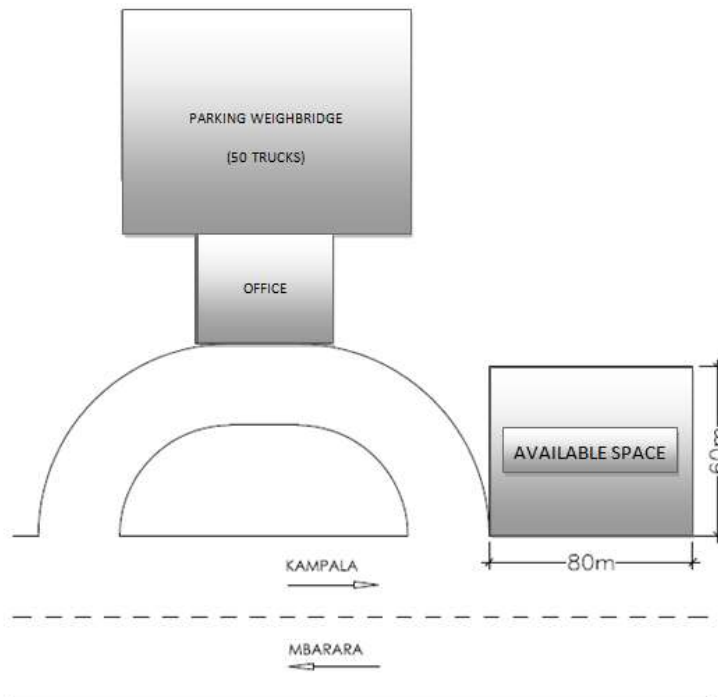 PARKING WEIGHBRIDGE
(50 TRUCKS)
OFFICE
AVAILABLE SPACE
60m
80m
KAMPALA
MBARARA